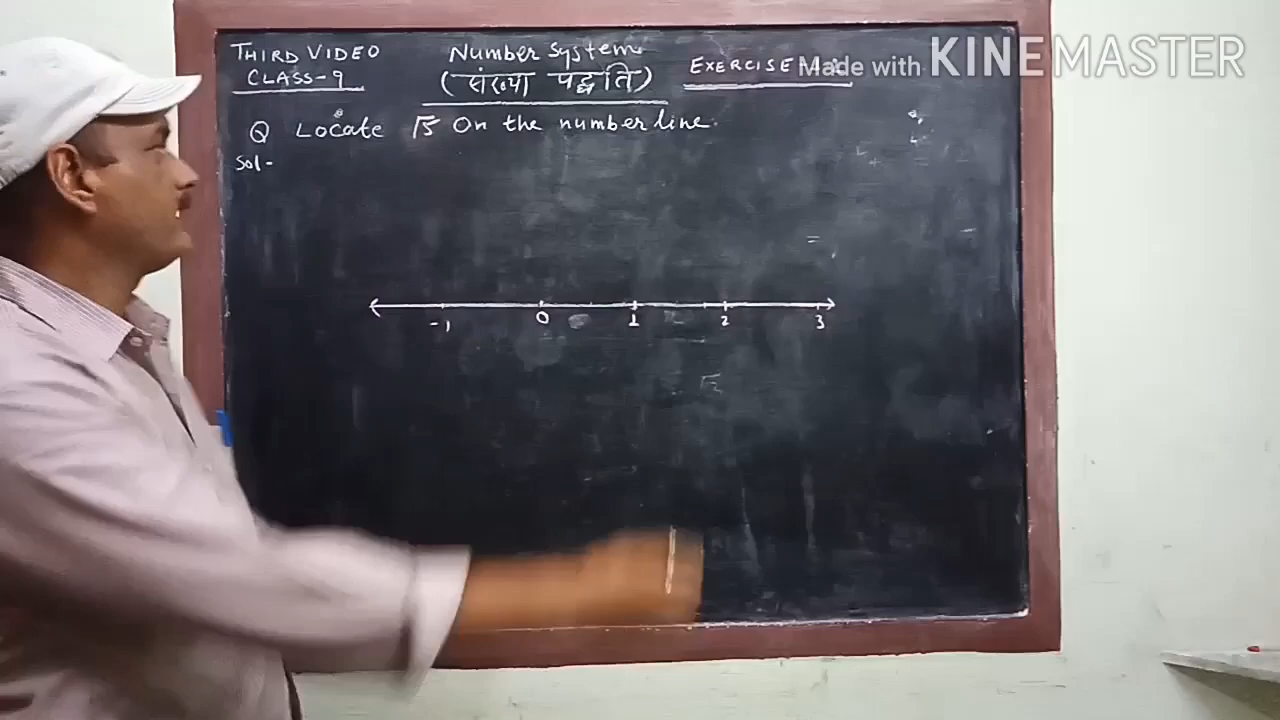 THIRD VIDEO Number System
CLASS-9 (संख्या पद्धति) EXERCISE
Made with KINEMASTER
Q Locate √5 On the number line.
Sol-
-1 0 1 2 3